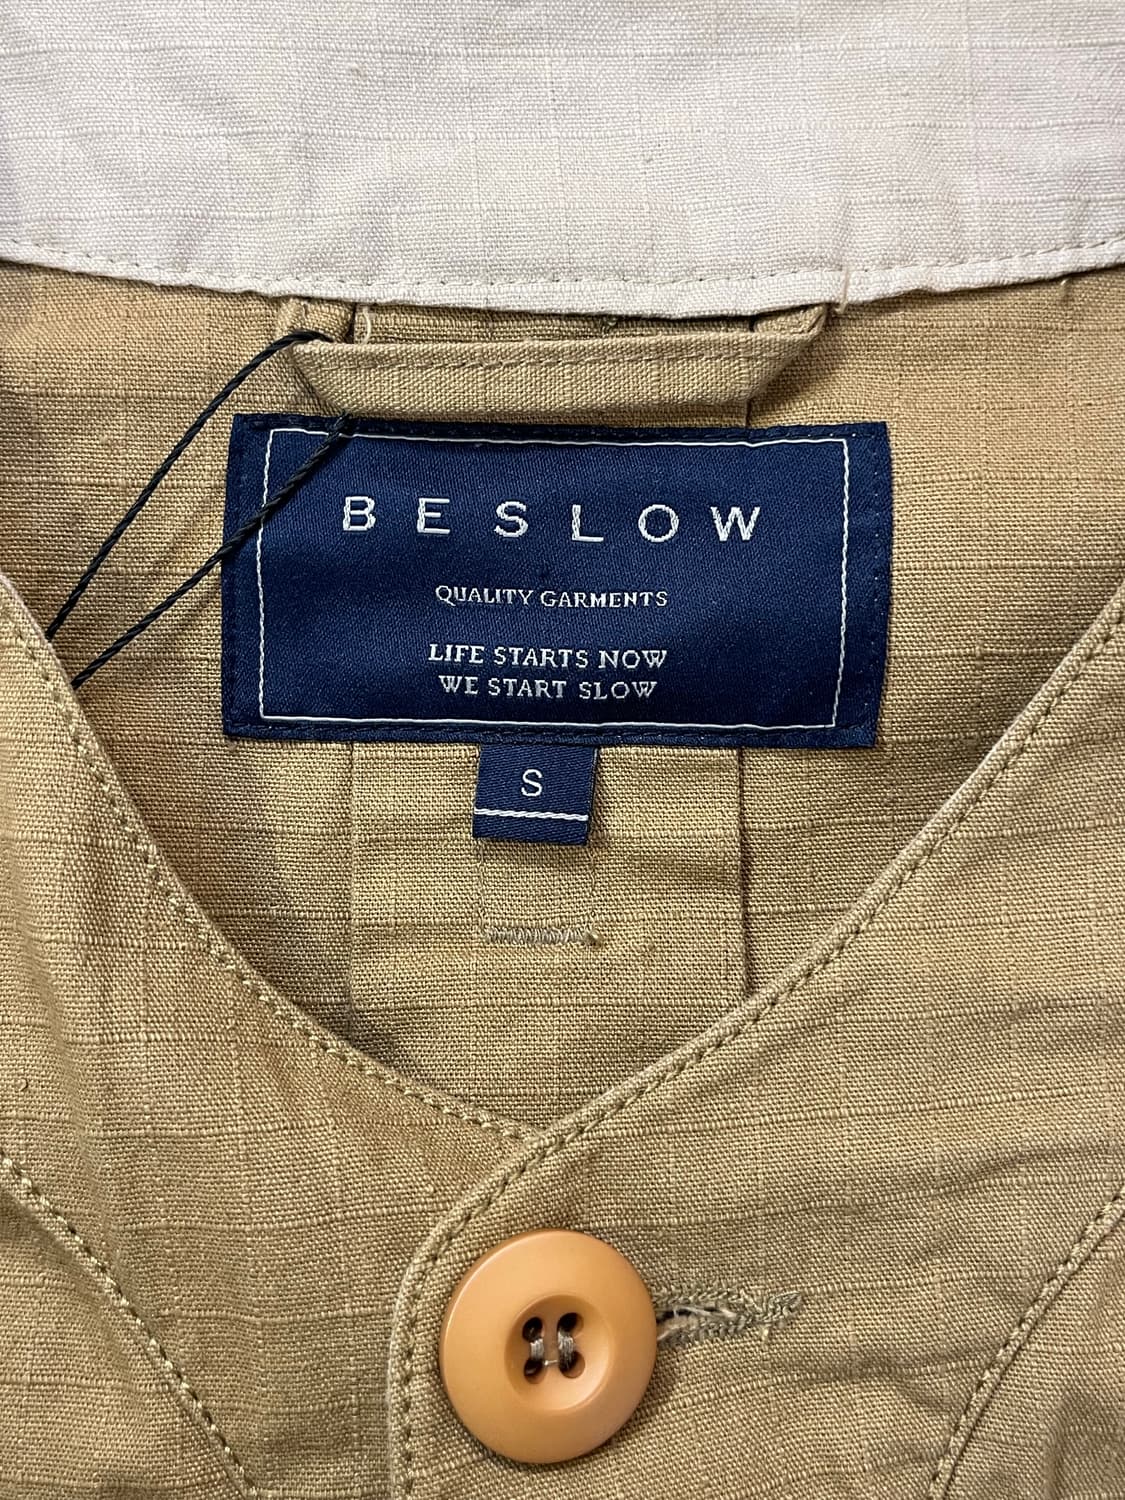 BESLOW
QUALITY GARMENTS
LIFE STARTS NOW
WE START SLOW
S